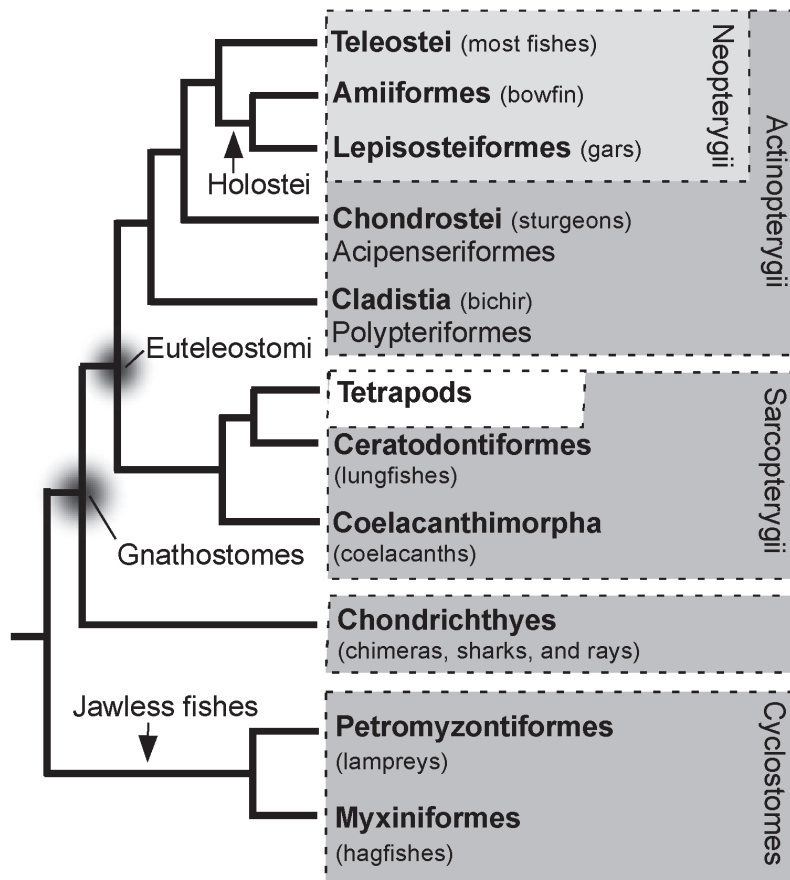 Teleostei (most fishes)
Neopterygii
Amiiformes (bowfin)
Actinopterygii
Lepisosteiformes (gars)
Holostei
Chondrostei (sturgeons)
Acipenseriformes
Cladistia (bichir)
Polypteriformes
Euteleostomi
Tetrapods
Sarcopterygii
Ceratodontiformes
(lungfishes)
Coelacanthimorpha
(coelacanths)
Gnathostomes
Chondrichthyes
(chimeras, sharks, and rays)
Jawless fishes
Petromyzontiformes
(lampreys)
Cyclostomes
Myxiniformes
(hagfishes)